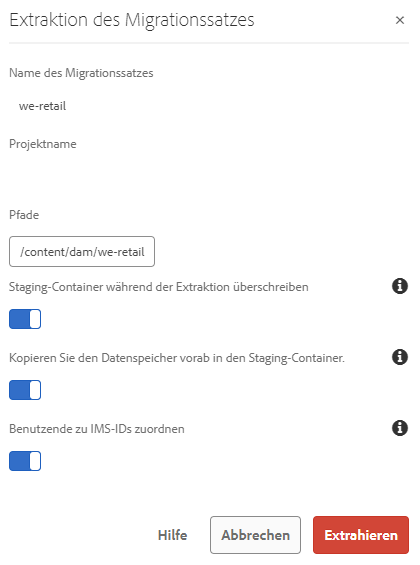 Extraktion des Migrationssatzes
Name des Migrationssatzes
we-retail
Projektname
Pfade
/content/dam/we-retail
Staging-Container während der Extraktion überschreiben
Kopieren Sie den Datenspeicher vorab in den Staging-Container.
Benutzende zu IMS-IDs zuordnen
Hilfe Abbrechen Extrahieren